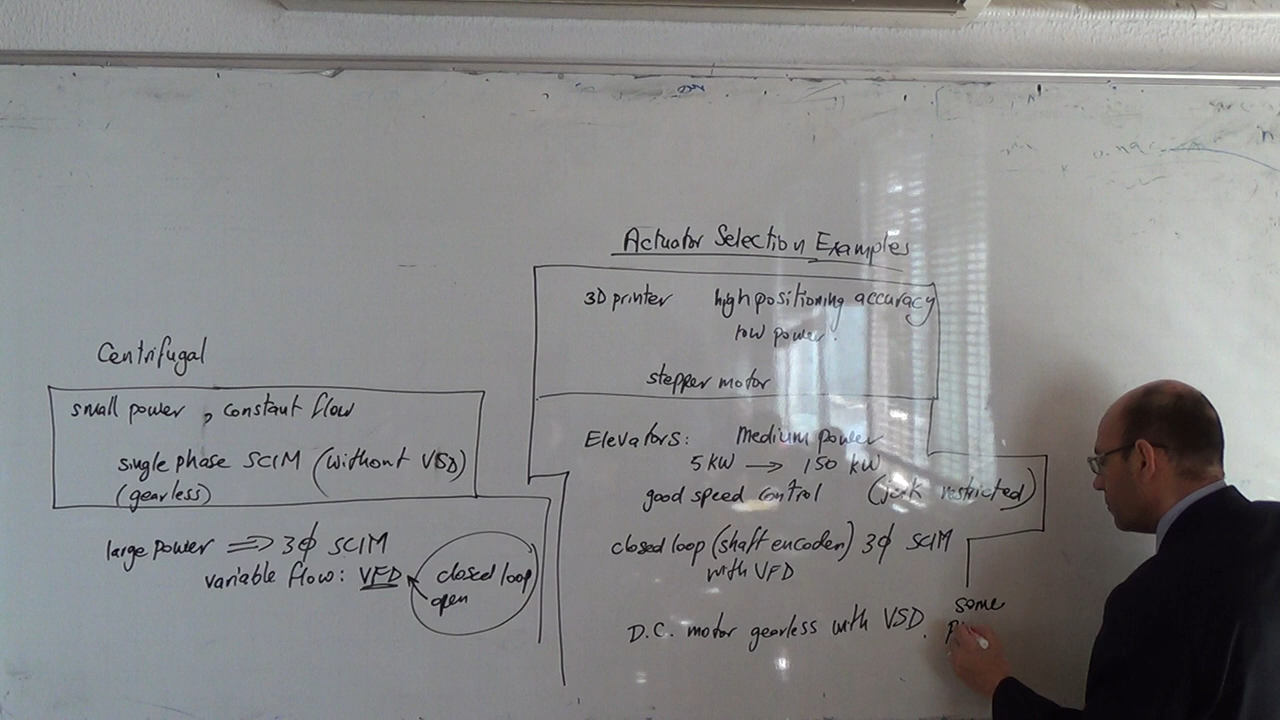 Actuator Selection Examples
3D printer high positioning accuracy
low power.
stepper motor
Elevators: Medium power
5 kW → 150 kW
good speed control (jerk restricted)
closed loop (shaft encoder) 3ϕ SCIM
with VFD
D.C. motor gearless with VSD.
some
Centrifugal
small power, constant flow
single phase SCIM (without VSD)
(gearless)
large power ⇒ 3ϕ SCIM
variable flow: VFD
closed loop
open